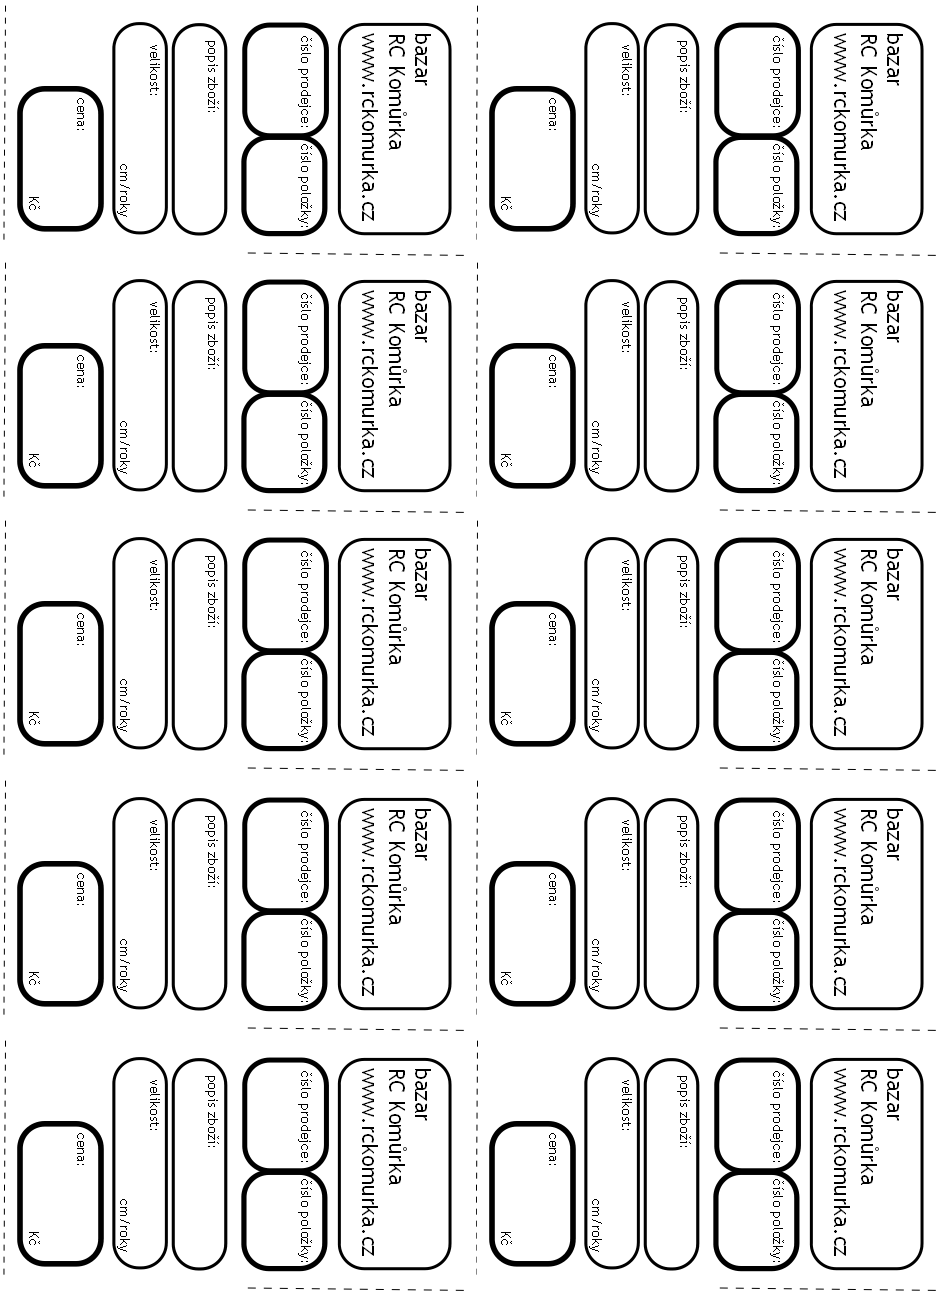 bazar
RC Komůrka
www.rckomurka.cz
číslo prodejce:
číslo položky:
popis zboží:
velikost:
cm/roky
cena:
Kč
bazar
RC Komůrka
www.rckomurka.cz
číslo prodejce:
číslo položky:
popis zboží:
velikost:
cm/roky
cena:
Kč
bazar
RC Komůrka
www.rckomurka.cz
číslo prodejce:
číslo položky:
popis zboží:
velikost:
cm/roky
cena:
Kč
bazar
RC Komůrka
www.rckomurka.cz
číslo prodejce:
číslo položky:
popis zboží:
velikost:
cm/roky
cena:
Kč
bazar
RC Komůrka
www.rckomurka.cz
číslo prodejce:
číslo položky:
popis zboží:
velikost:
cm/roky
cena:
Kč
bazar
RC Komůrka
www.rckomurka.cz
číslo prodejce:
číslo položky:
popis zboží:
velikost:
cm/roky
cena:
Kč
bazar
RC Komůrka
www.rckomurka.cz
číslo prodejce:
číslo položky:
popis zboží:
velikost:
cm/roky
cena:
Kč
bazar
RC Komůrka
www.rckomurka.cz
číslo prodejce:
číslo položky:
popis zboží:
velikost:
cm/roky
cena:
Kč
bazar
RC Komůrka
www.rckomurka.cz
číslo prodejce:
číslo položky:
popis zboží:
velikost:
cm/roky
cena:
Kč
bazar
RC Komůrka
www.rckomurka.cz
číslo prodejce:
číslo položky:
popis zboží:
velikost:
cm/roky
cena:
Kč